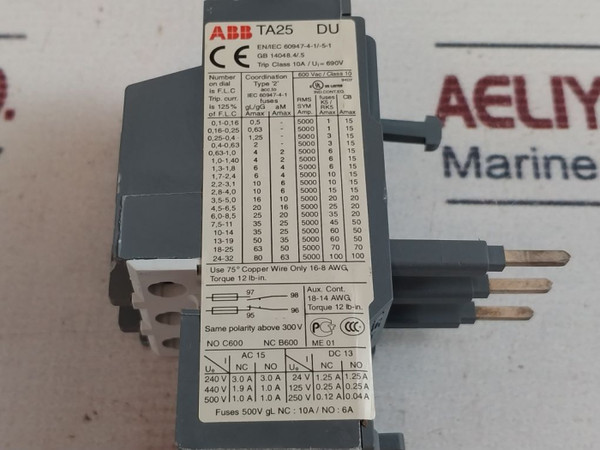 ABB TA25 DU
CE
EN/IEC 60947-4-1/-5-1
GB 14048.4/.5
Trip Class 10A / Ui = 690V
Number on dial Is F.L.C Trip. curr. Is 125% of F.L.C
Coordination Type "2" acc.to IEC 60947-4-1 fuses
gL/gG Amax
aM Amax
600 Vac / Class 10
UL LISTED
IND.CONT.EQ.
RMS SYM Amp.
fuses K5 / RK5 Amax
CB Amax
0,1-0,16 0,5 - 5000 1 15
0,16-0,25 0,63 - 5000 1 15
0,25-0,4 1,25 - 5000 1 15
0,4-0,63 2 - 5000 3 15
0,63-1,0 4 2 5000 6 15
1,0-1,40 4 2 5000 6 15
1,3-1,8 6 4 5000 6 15
1,7-2,4 6 4 5000 10 15
2,2-3,1 10 6 5000 10 15
2,8-4,0 10 6 5000 15 15
3,5-5,0 16 10 5000 20 20
4,5-6,5 20 16 5000 25 25
6,0-8,5 25 20 5000 35 35
7,5-11 35 25 5000 45 50
10-14 35 25 5000 60 50
13-19 50 35 5000 60 50
18-25 63 50 5000 70 70
24-32 80 63 5000 100 100
Use 75° Copper Wire Only 16-8 AWG,
Torque 12 lb-in.
97 98
95 96
Same polarity above 300V
NO C600 NC B600
Aux. Cont.
18-14 AWG,
Torque 12 lb-in.
CCC
ME 01
AC 15 DC 13
Ue I NC NO Ue I NC NO
240 V 3.0 A 3.0 A 24 V 1.25 A 1.25 A
440 V 1.9 A 1.0 A 125 V 0.25 A 0.25 A
500 V 1.0 A 1.0 A 250 V 0.12 A 0.04 A
Fuses 500V gL NC : 10A / NO : 6A
AELIY
Marine